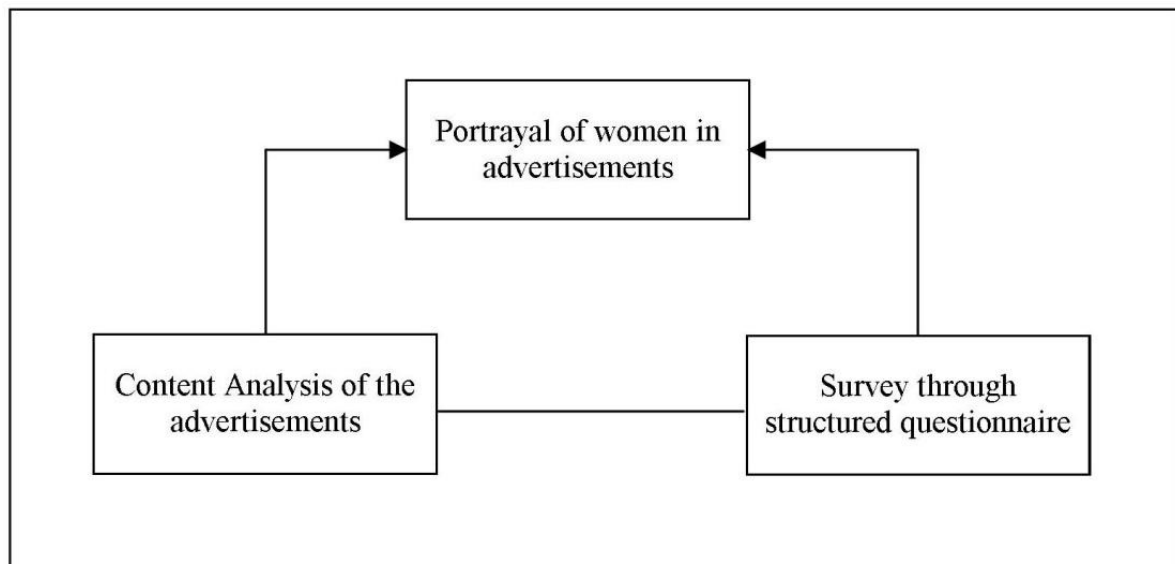 Portrayal of women in
advertisements
Content Analysis of the
advertisements
Survey through
structured questionnaire